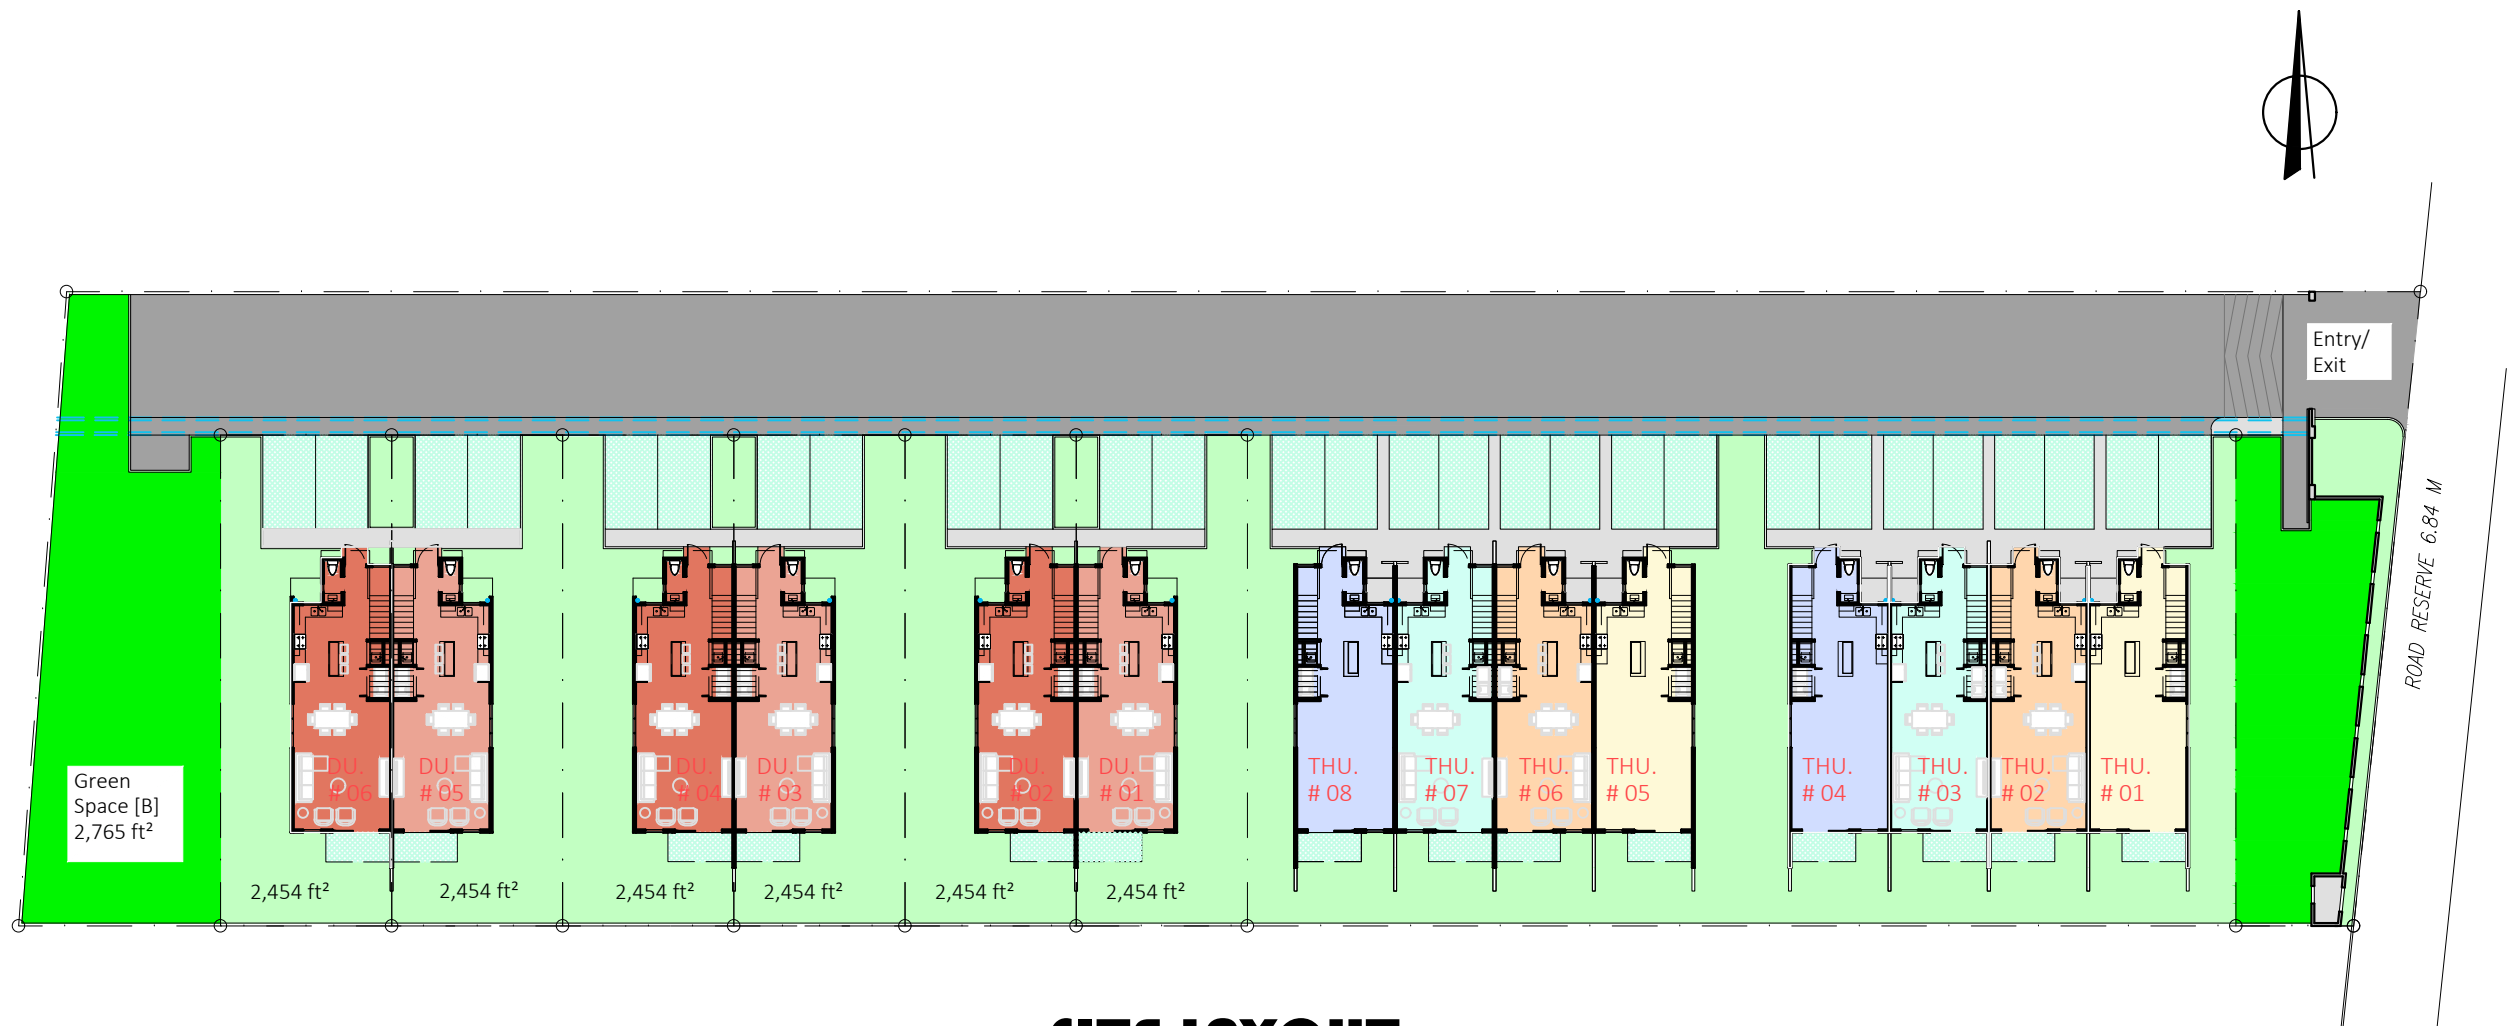 Entry/
Exit
ROAD RESERVE 6.84 M
DU.
# 06
DU.
# 05
DU.
# 04
DU.
# 03
DU.
# 02
DU.
# 01
THU.
# 08
THU.
# 07
THU.
# 06
THU.
# 05
THU.
# 04
THU.
# 03
THU.
# 02
THU.
# 01
Green
Space [B]
2,765 ft²
2,454 ft²
2,454 ft²
2,454 ft²
2,454 ft²
2,454 ft²
2,454 ft²
SITE LAYOUT